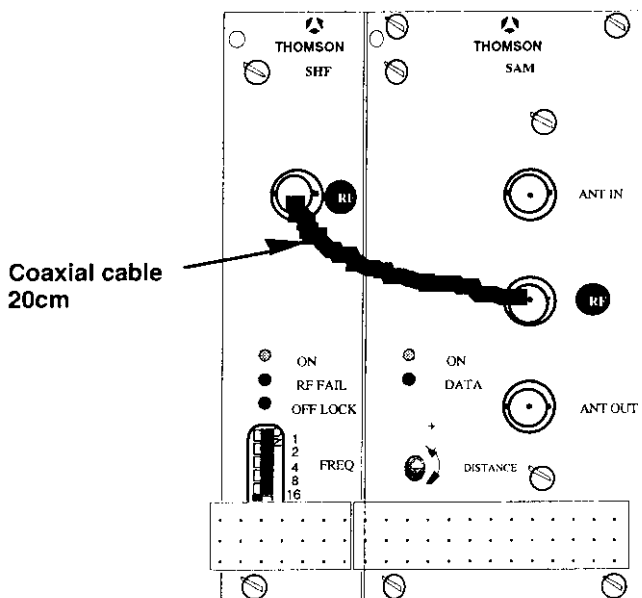 THOMSON
SHF
THOMSON
SAM
RF
ANT IN
Coaxial cable
20cm
RF
ON
RF FAIL
OFF LOCK
ON
DATA
ANT OUT
1
2
4
8
16
FREQ
+
-
DISTANCE